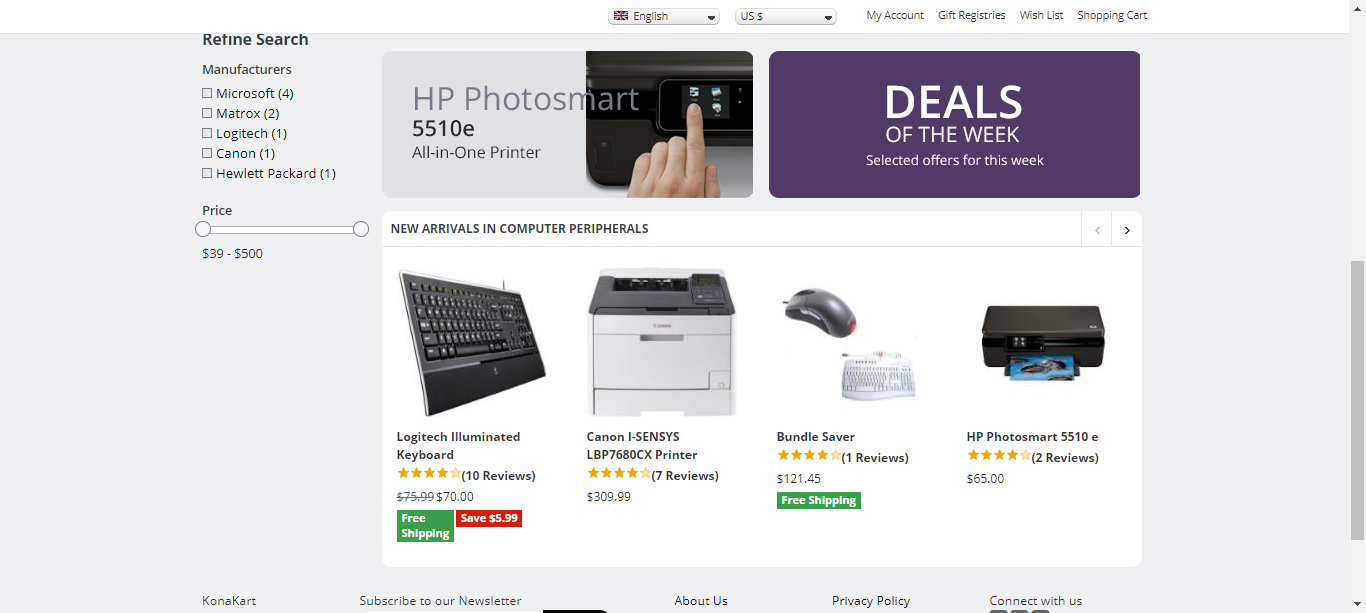 English
US $
My Account
Gift Registries
Wish List
Shopping Cart
Refine Search
Manufacturers
Microsoft (4)
Matrox (2)
Logitech (1)
Canon (1)
Hewlett Packard (1)
Price
$39 - $500
HP Photosmart
5510e
All-in-One Printer
DEALS
OF THE WEEK
Selected offers for this week
NEW ARRIVALS IN COMPUTER PERIPHERALS
Logitech Illuminated
Keyboard
(10 Reviews)
$75.99 $70.00
Free
Shipping
Save $5.99
Canon I-SENSYS
LBP7680CX Printer
(7 Reviews)
$309.99
Bundle Saver
(1 Reviews)
$121.45
Free Shipping
HP Photosmart 5510 e
(2 Reviews)
$65.00
KonaKart
Subscribe to our Newsletter
About Us
Privacy Policy
Connect with us